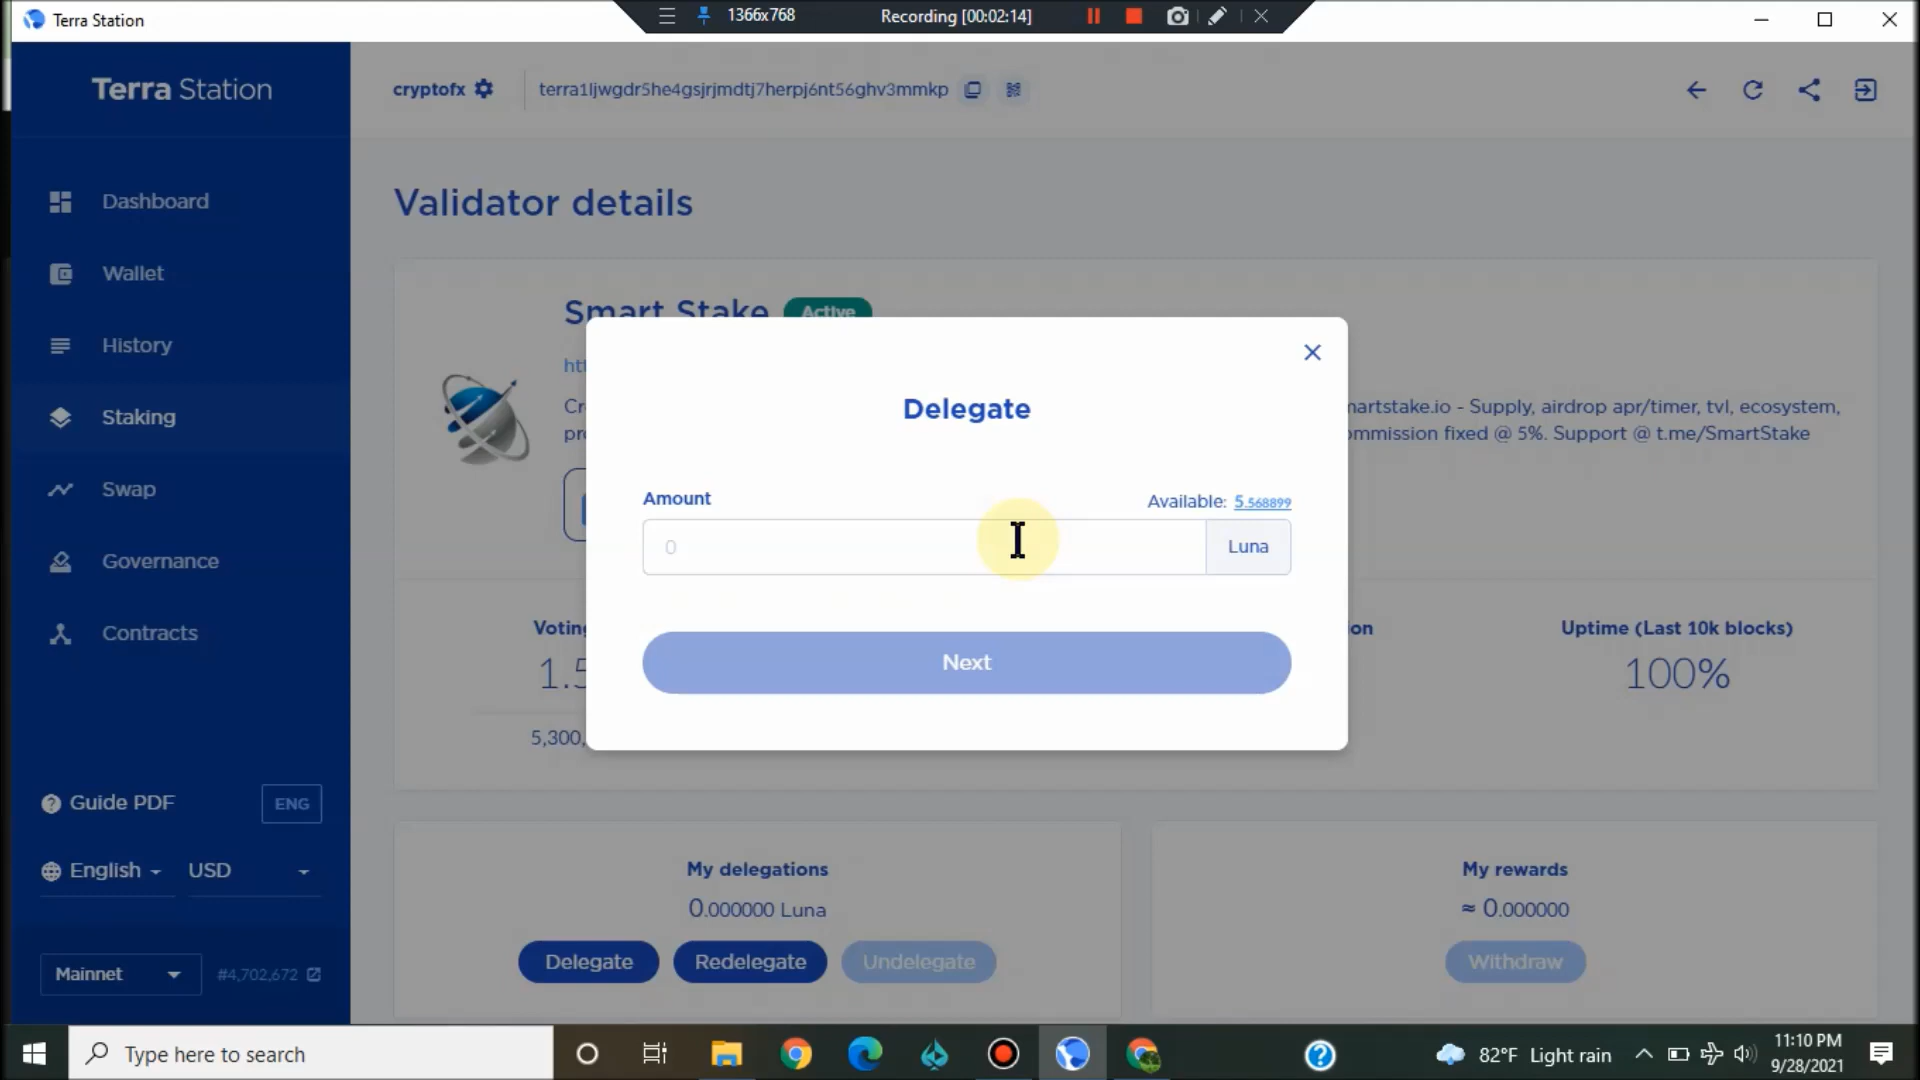 Terra Station
1366x768
Recording [00:02:14]
Terra Station
cryptofx
terra1ljwgdr5he4gsjrjmdtj7herpj6nt56ghv3mmkp
Dashboard
Wallet
History
Staking
Swap
Governance
Contracts
Guide PDF
ENG
English
USD
Mainnet
#4,702,672
Validator details
Smart Stake
Active
Delegate
Amount
Available: 5.568899
0
Luna
Next
martstake.io - Supply, airdrop apr/timer, tvl, ecosystem,
ommission fixed @ 5%. Support @ t.me/SmartStake
Uptime (Last 10k blocks)
100%
5,300,
My delegations
0.000000 Luna
Delegate
Redelegate
Undelegate
My rewards
≈ 0.000000
Withdraw
Type here to search
82°F Light rain
11:10 PM
9/28/2021